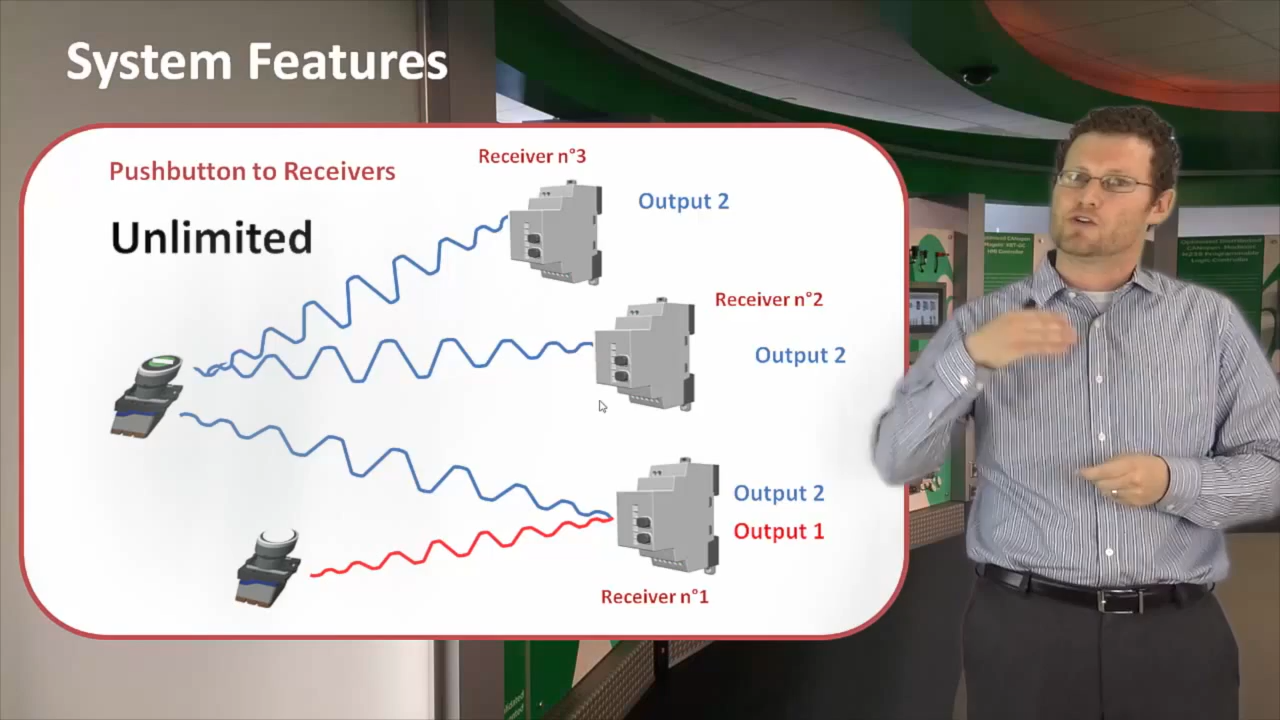 System Features
Pushbutton to Receivers
Unlimited
Receiver n°3
Output 2
Receiver n°2
Output 2
Output 2
Output 1
Receiver n°1